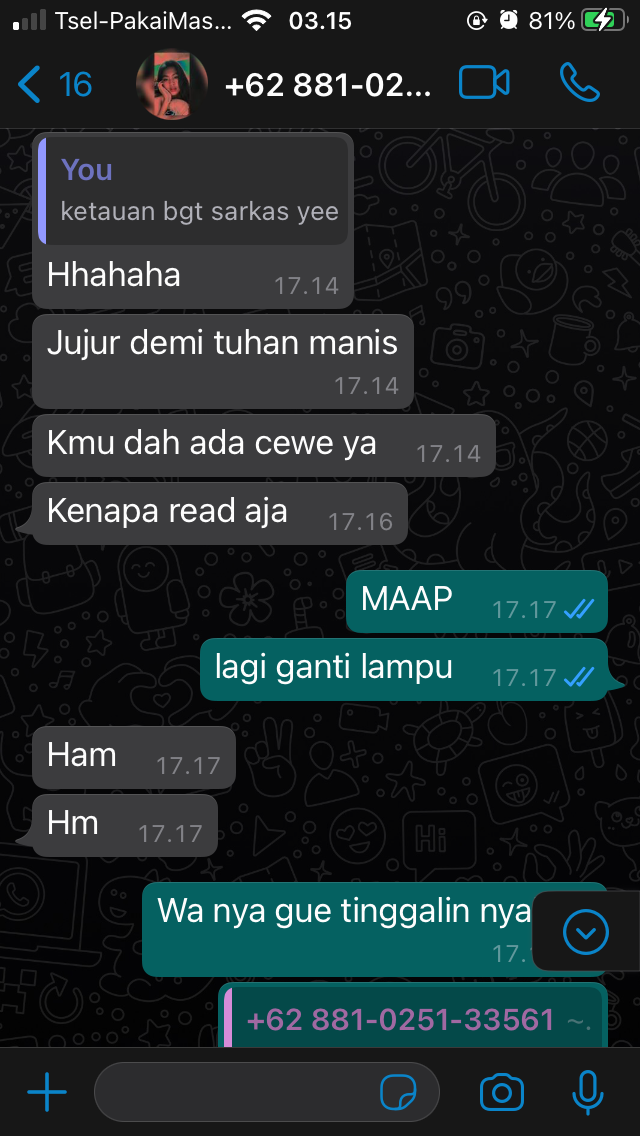 Tsel-PakaiMas... 03.15 81%
16 +62 881-02...
You
ketauan bgt sarkas yee
Hhahaha 17.14
Jujur demi tuhan manis
17.14
Kmu dah ada cewe ya 17.14
Kenapa read aja 17.16
MAAP 17.17
lagi ganti lampu 17.17
Ham 17.17
Hm 17.17
Wa nya gue tinggalin nya
17.
+62 881-0251-33561 ~.
Hi